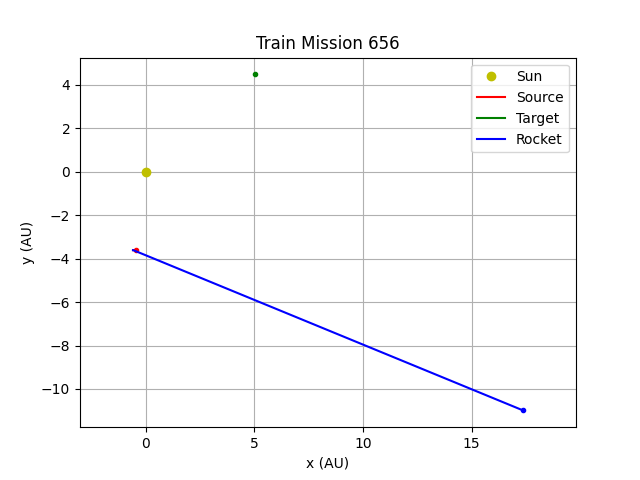 Train Mission 656
Sun
Source
Target
Rocket
4
2
0
−2
−4
−6
−8
−10
y (AU)
0
5
10
15
x (AU)